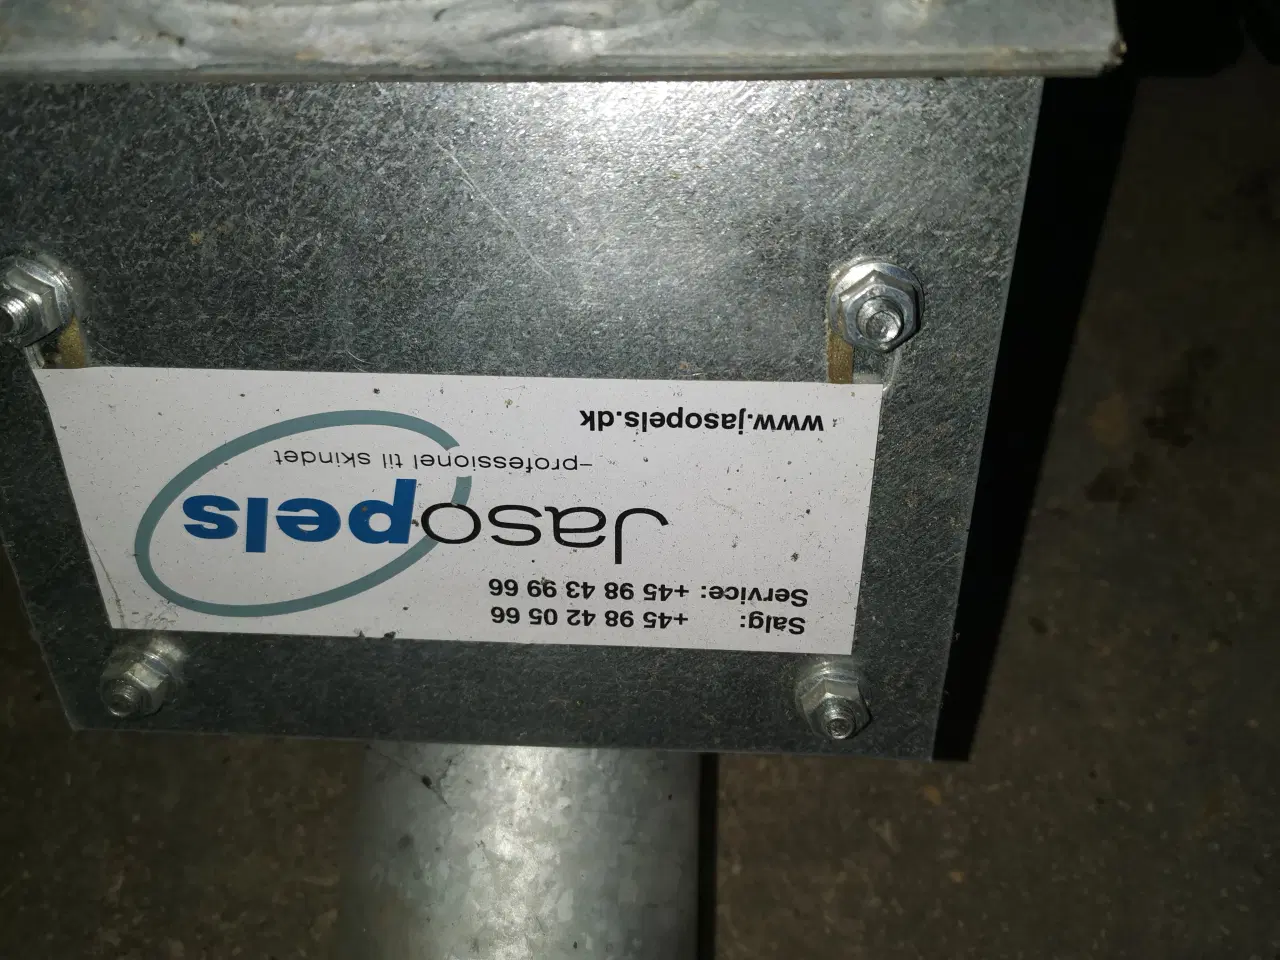 Salg: +45 98 42 05 66
Service: +45 98 43 99 66
Jasopels
–professionel til skindet
www.jasopels.dk